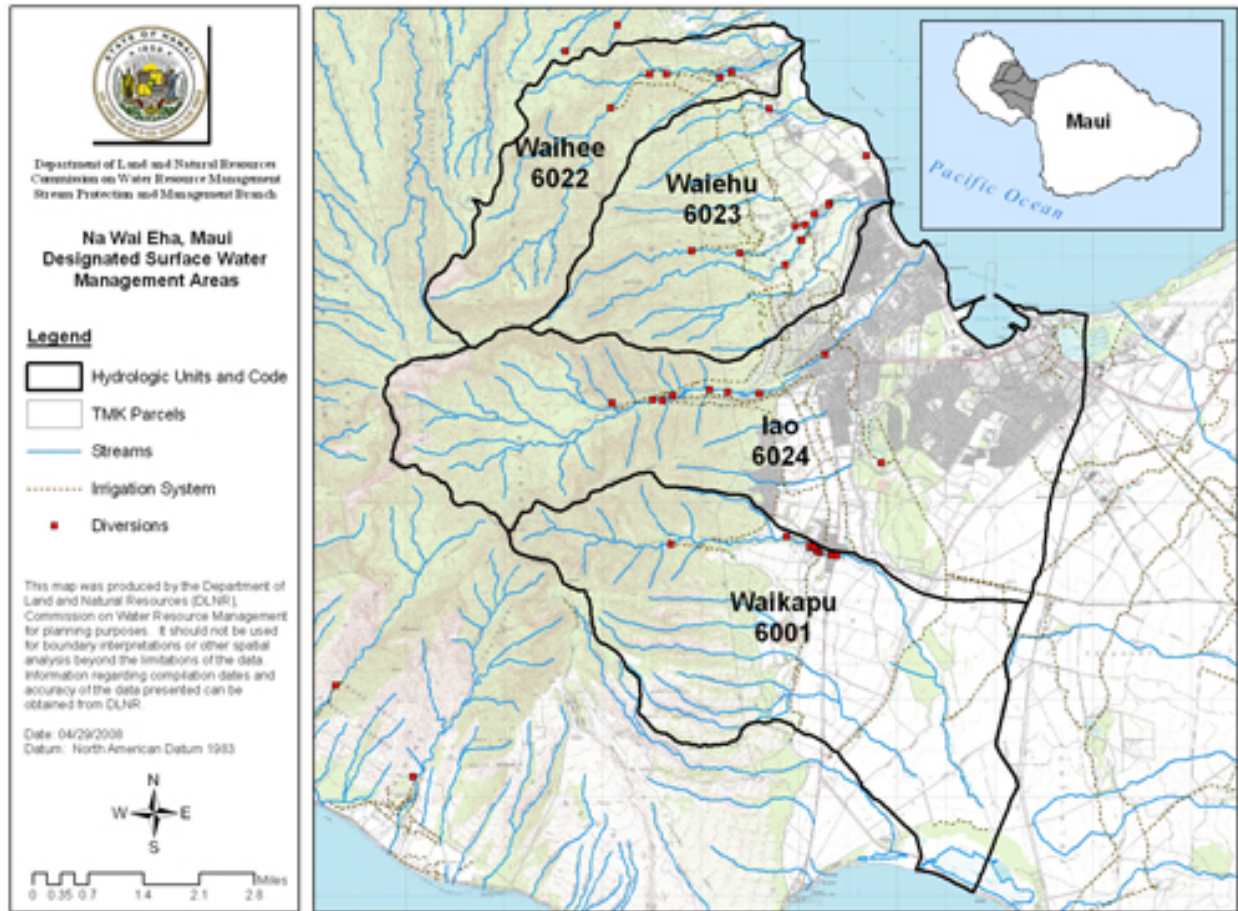 STATE OF HAWAII
1959
Department of Land and Natural Resources
Commission on Water Resource Management
Stream Protection and Management Branch
Na Wai Eha, Maui
Designated Surface Water
Management Areas
Legend
Hydrologic Units and Code
TMK Parcels
Streams
Irrigation System
Diversions
This map was produced by the Department of
Land and Natural Resources (DLNR),
Commission on Water Resource Management
for planning purposes. It should not be used
for boundary interpretations or other spatial
analysis beyond the limitations of the data.
Information regarding compilation dates and
accuracy of the data presented can be
obtained from DLNR.
Date: 04/29/2008
Datum: North American Datum 1983
N
W E
S
Miles
0 0.35 0.7 1.4 2.1 2.8
Waihee
6022
Waiehu
6023
Iao
6024
Waikapu
6001
Maui
Pacific Ocean